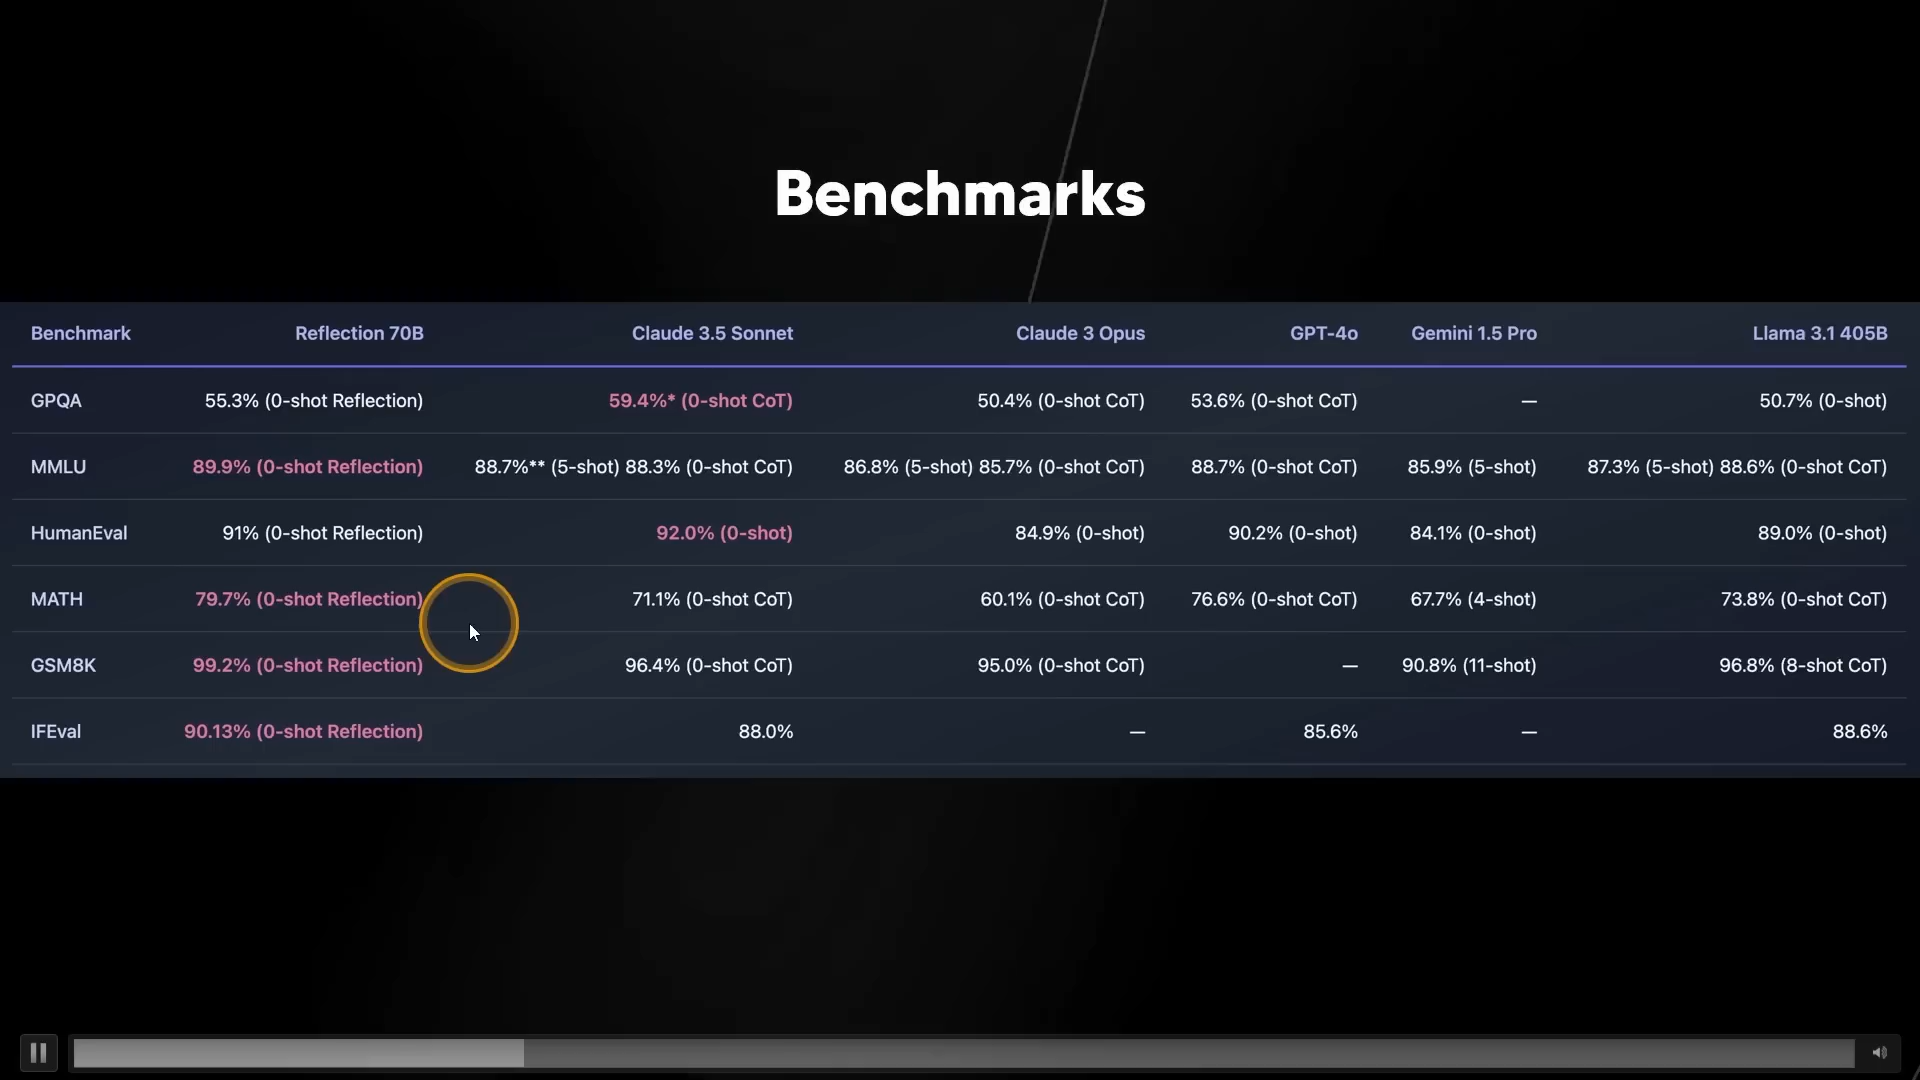 Benchmarks
Benchmark Reflection 70B Claude 3.5 Sonnet Claude 3 Opus GPT-4o Gemini 1.5 Pro Llama 3.1 405B
GPQA 55.3% (0-shot Reflection) 59.4%* (0-shot CoT) 50.4% (0-shot CoT) 53.6% (0-shot CoT) — 50.7% (0-shot)
MMLU 89.9% (0-shot Reflection) 88.7%** (5-shot) 88.3% (0-shot CoT) 86.8% (5-shot) 85.7% (0-shot CoT) 88.7% (0-shot CoT) 85.9% (5-shot) 87.3% (5-shot) 88.6% (0-shot CoT)
HumanEval 91% (0-shot Reflection) 92.0% (0-shot) 84.9% (0-shot) 90.2% (0-shot) 84.1% (0-shot) 89.0% (0-shot)
MATH 79.7% (0-shot Reflection) 71.1% (0-shot CoT) 60.1% (0-shot CoT) 76.6% (0-shot CoT) 67.7% (4-shot) 73.8% (0-shot CoT)
GSM8K 99.2% (0-shot Reflection) 96.4% (0-shot CoT) 95.0% (0-shot CoT) — 90.8% (11-shot) 96.8% (8-shot CoT)
IFEval 90.13% (0-shot Reflection) 88.0% — 85.6% — 88.6%